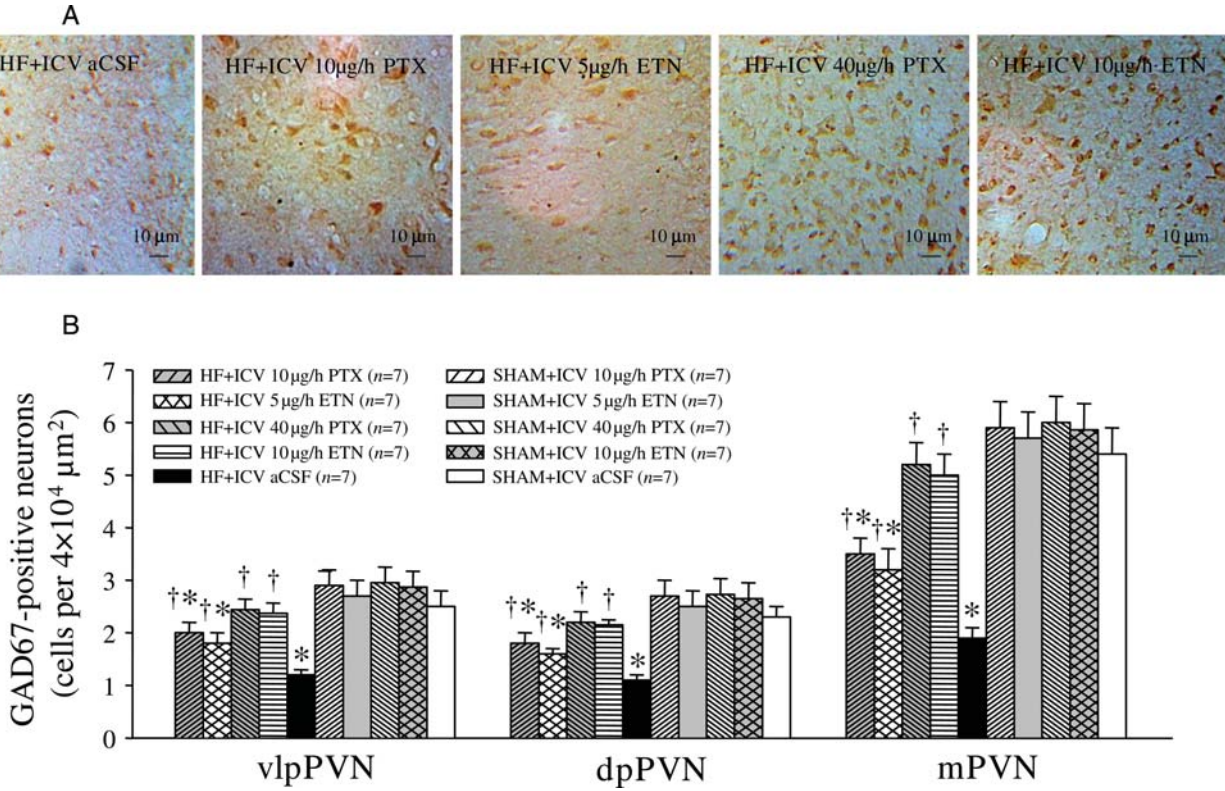 A
HF+ICV aCSF
HF+ICV 10μg/h PTX
HF+ICV 5μg/h ETN
HF+ICV 40μg/h PTX
HF+ICV 10μg/h ETN
10 μm
10 μm
10 μm
10 μm
10 μm
B
GAD67-positive neurons
(cells per 4×10⁴ μm²)
7
6
5
4
3
2
1
0
HF+ICV 10μg/h PTX (n=7)
HF+ICV 5μg/h ETN (n=7)
HF+ICV 40μg/h PTX (n=7)
HF+ICV 10μg/h ETN (n=7)
HF+ICV aCSF (n=7)
SHAM+ICV 10μg/h PTX (n=7)
SHAM+ICV 5μg/h ETN (n=7)
SHAM+ICV 40μg/h PTX (n=7)
SHAM+ICV 10μg/h ETN (n=7)
SHAM+ICV aCSF (n=7)
†* †* † † *
†* †* † † *
†* †* † † *
vlpPVN
dpPVN
mPVN